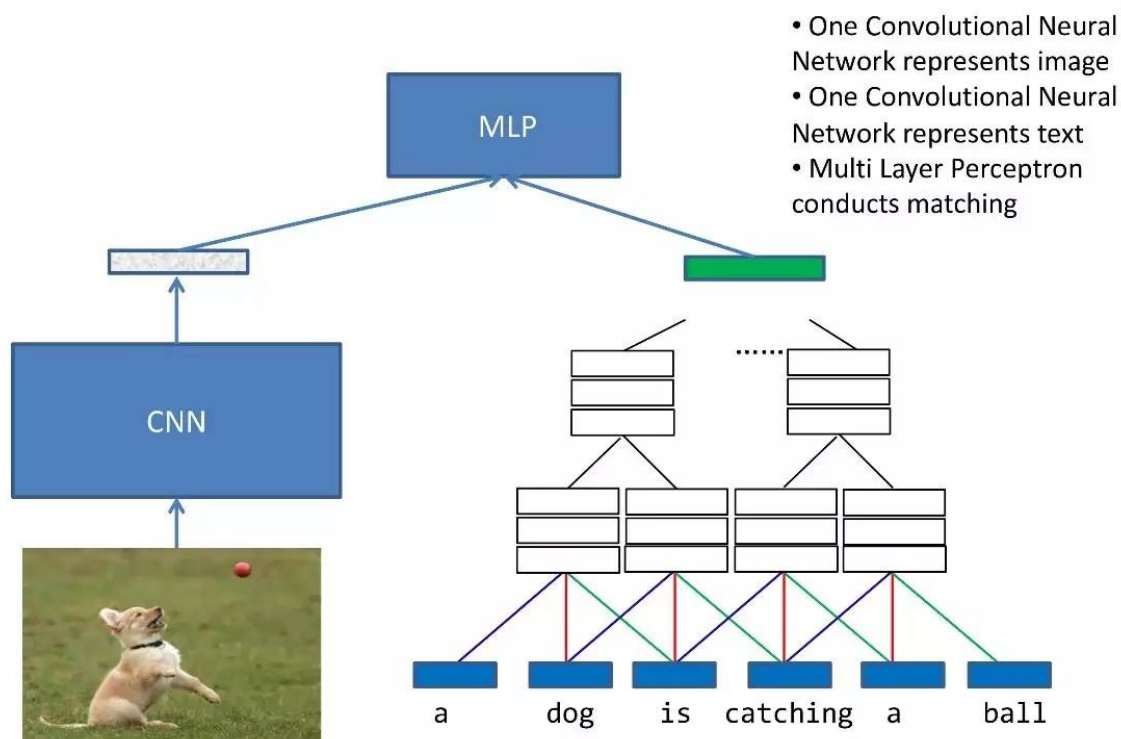 • One Convolutional Neural
Network represents image
• One Convolutional Neural
Network represents text
• Multi Layer Perceptron
conducts matching
MLP
CNN
......
a dog is catching a ball